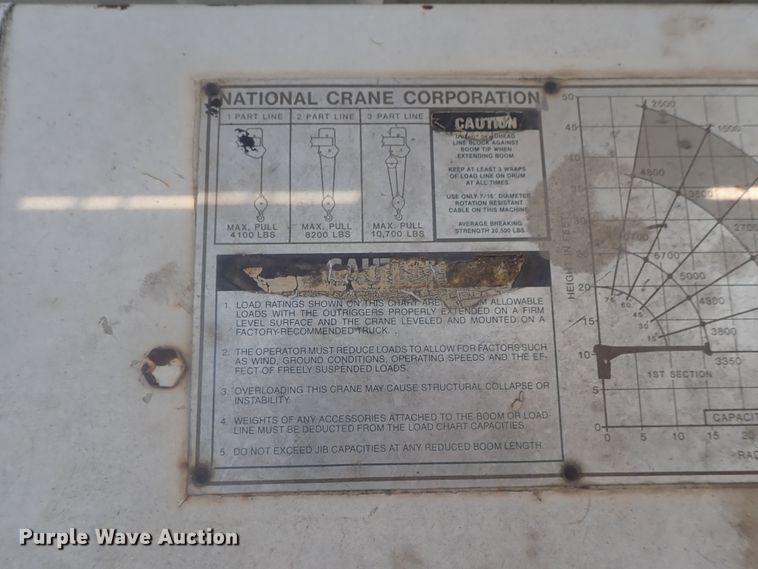 NATIONAL CRANE CORPORATION
1 PART LINE 2 PART LINE 3 PART LINE
MAX. PULL
4100 LBS
MAX. PULL
8200 LBS
MAX. PULL
10,700 LBS
CAUTION
LINE BLOCK AGAINST
BOOM TIP WHEN
EXTENDING BOOM.
KEEP AT LEAST 3 WRAPS
OF LOAD LINE ON DRUM
AT ALL TIMES.
USE ONLY 7/16" DIAMETER
ROTATION RESISTANT
CABLE ON THIS MACHINE
AVERAGE BREAKING
STRENGTH 20,500 LBS.
CAUTION
1. LOAD RATINGS SHOWN ON THIS CHART ARE ALLOWABLE
LOADS WITH THE OUTRIGGERS PROPERLY EXTENDED ON A FIRM
LEVEL SURFACE AND THE CRANE LEVELED AND MOUNTED ON A
FACTORY-RECOMMENDED TRUCK.
2. THE OPERATOR MUST REDUCE LOADS TO ALLOW FOR FACTORS SUCH
AS WIND, GROUND CONDITIONS, OPERATING SPEEDS AND THE EF-
FECT OF FREELY SUSPENDED LOADS.
3. OVERLOADING THIS CRANE MAY CAUSE STRUCTURAL COLLAPSE OR
INSTABILITY.
4. WEIGHTS OF ANY ACCESSORIES ATTACHED TO THE BOOM OR LOAD-
LINE MUST BE DEDUCTED FROM THE LOAD CHART CAPACITIES.
5. DO NOT EXCEED JIB CAPACITIES AT ANY REDUCED BOOM LENGTH.
HEIGHT IN FEET
50
45
40
35
30
25
20
15
10
5
0
2500
1500
4800
3500
2700
6700
5000
4300
3800
3350
75
60
45
30
15
1ST SECTION
CAPACIT
0 5 10 15 20
RAD
Purple Wave Auction